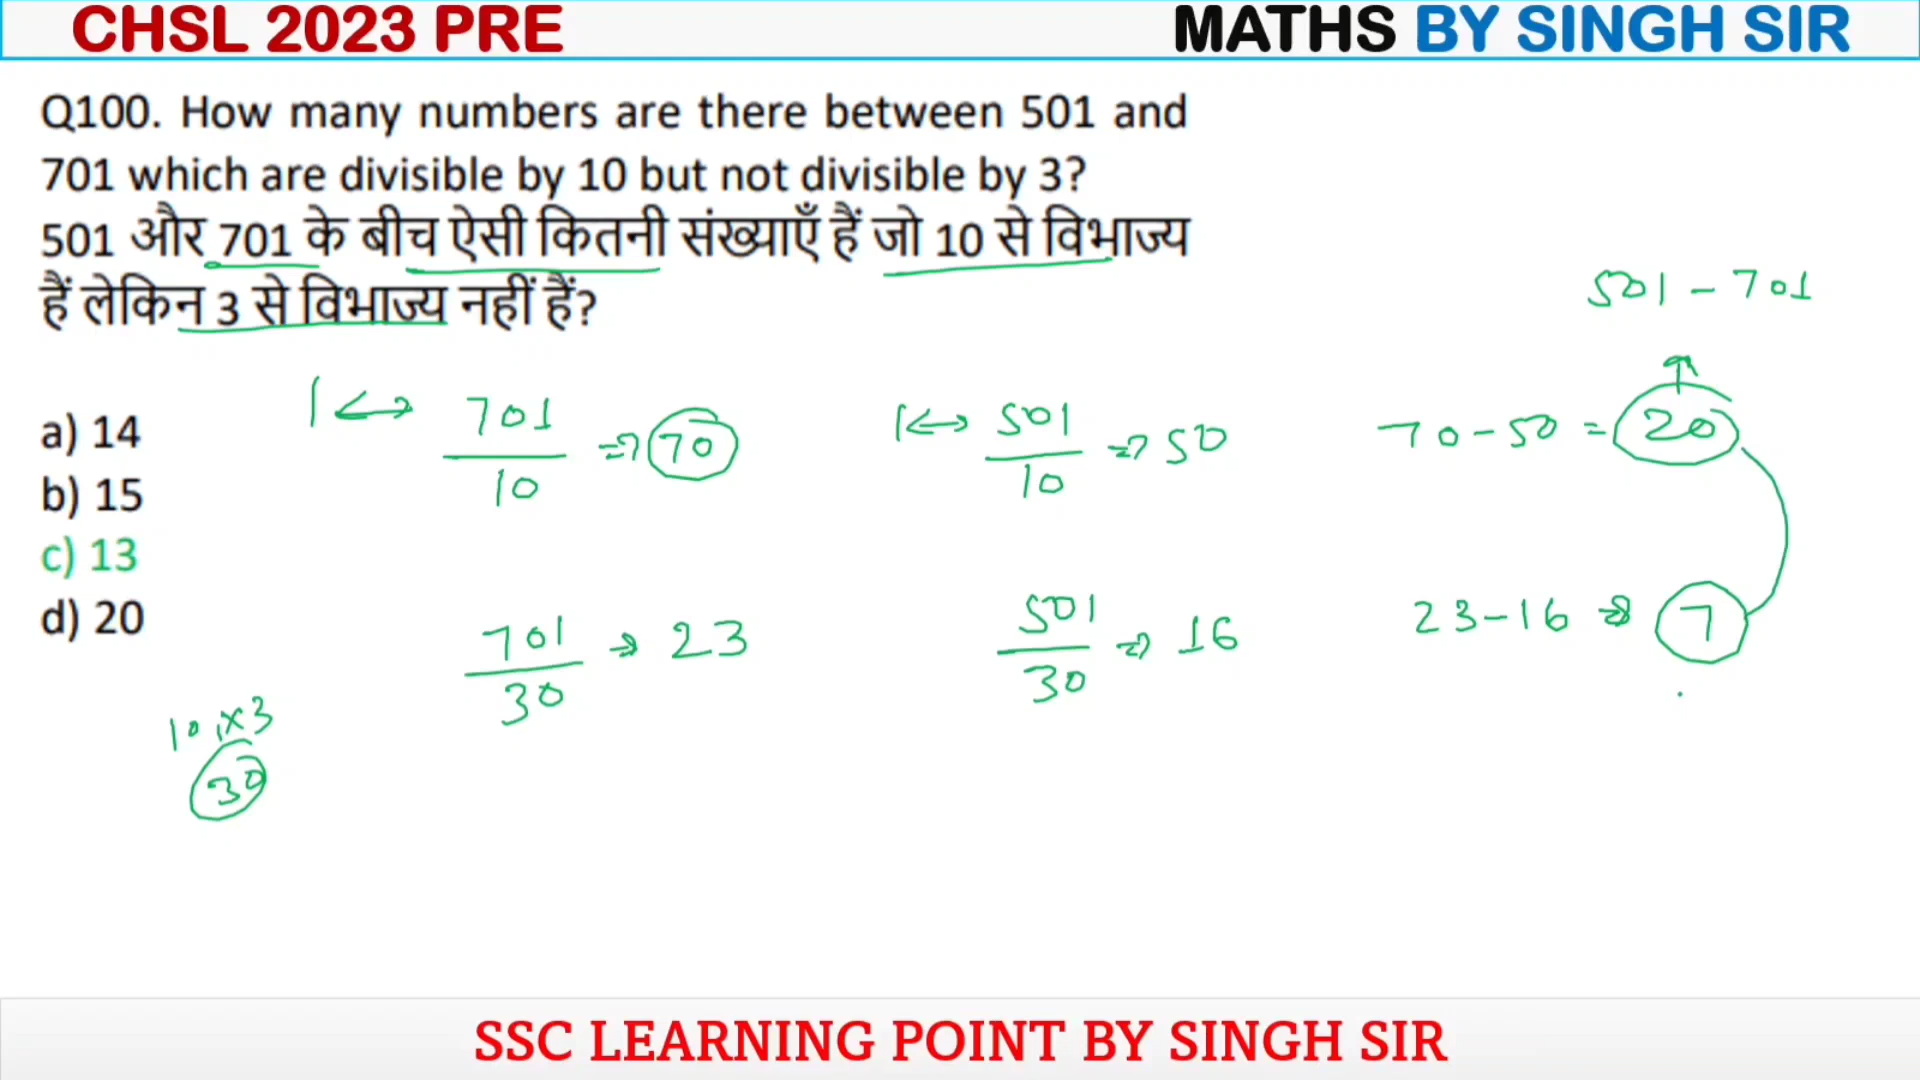 CHSL 2023 PRE
MATHS BY SINGH SIR
Q100. How many numbers are there between 501 and
701 which are divisible by 10 but not divisible by 3?
501 और 701 के बीच ऐसी कितनी संख्याएँ हैं जो 10 से विभाज्य
हैं लेकिन 3 से विभाज्य नहीं हैं?
501 - 701
a) 14
b) 15
c) 13
d) 20
1 ↔ 701/10 ⇒ 70
1 ↔ 501/10 ⇒ 50
70-50 = 20
701/30 → 23
501/30 ⇒ 16
23-16 ⇒ 7
10×3
30
SSC LEARNING POINT BY SINGH SIR